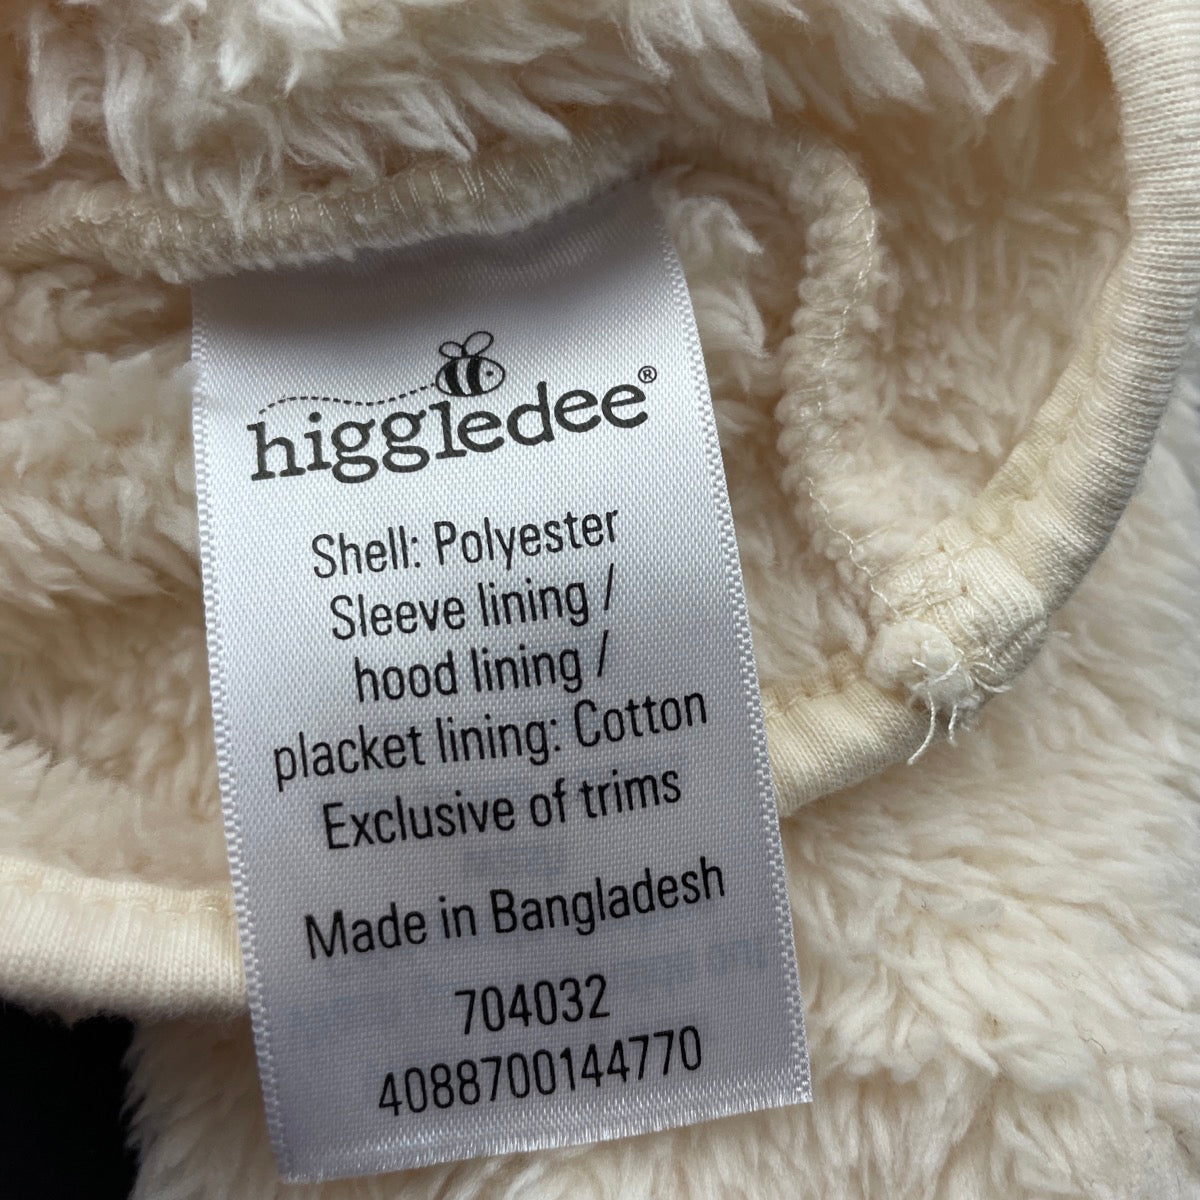 higgledee®
Shell: Polyester
Sleeve lining /
hood lining /
placket lining: Cotton
Exclusive of trims
Made in Bangladesh
704032
4088700144770